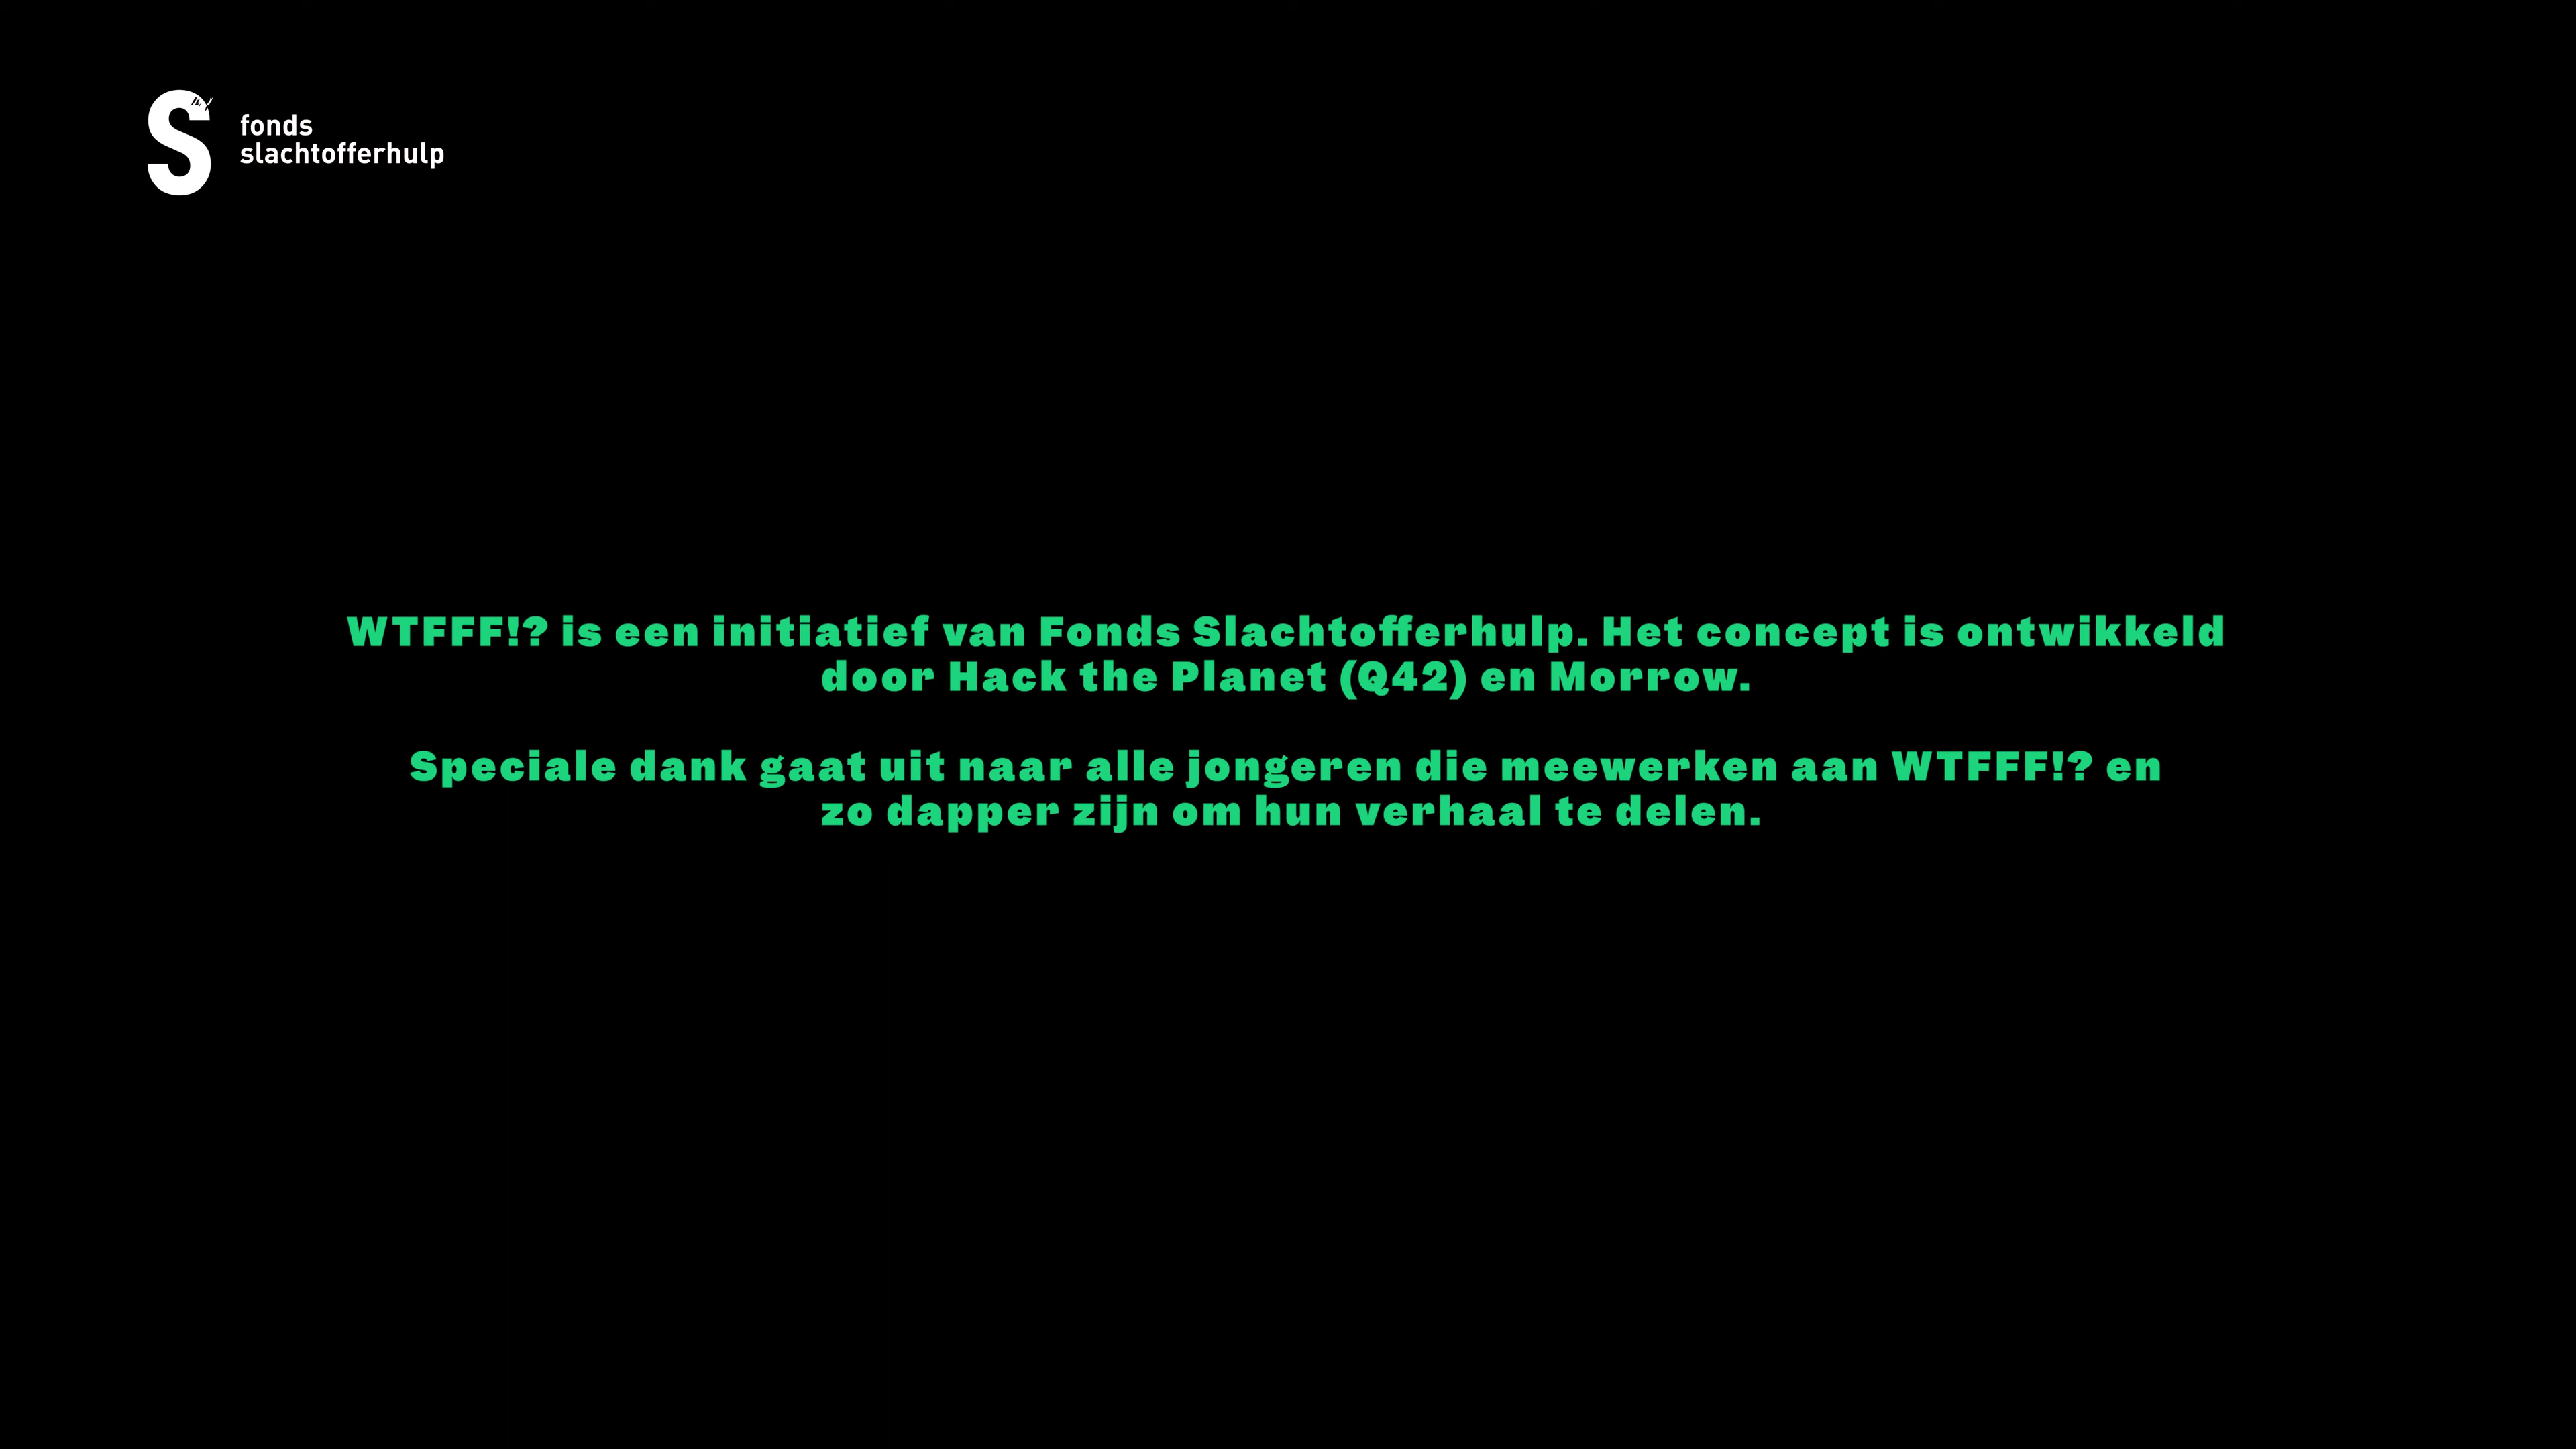 fonds
slachtofferhulp
WTFFF!? is een initiatief van Fonds Slachtofferhulp. Het concept is ontwikkeld
door Hack the Planet (Q42) en Morrow.
Speciale dank gaat uit naar alle jongeren die meewerken aan WTFFF!? en
zo dapper zijn om hun verhaal te delen.